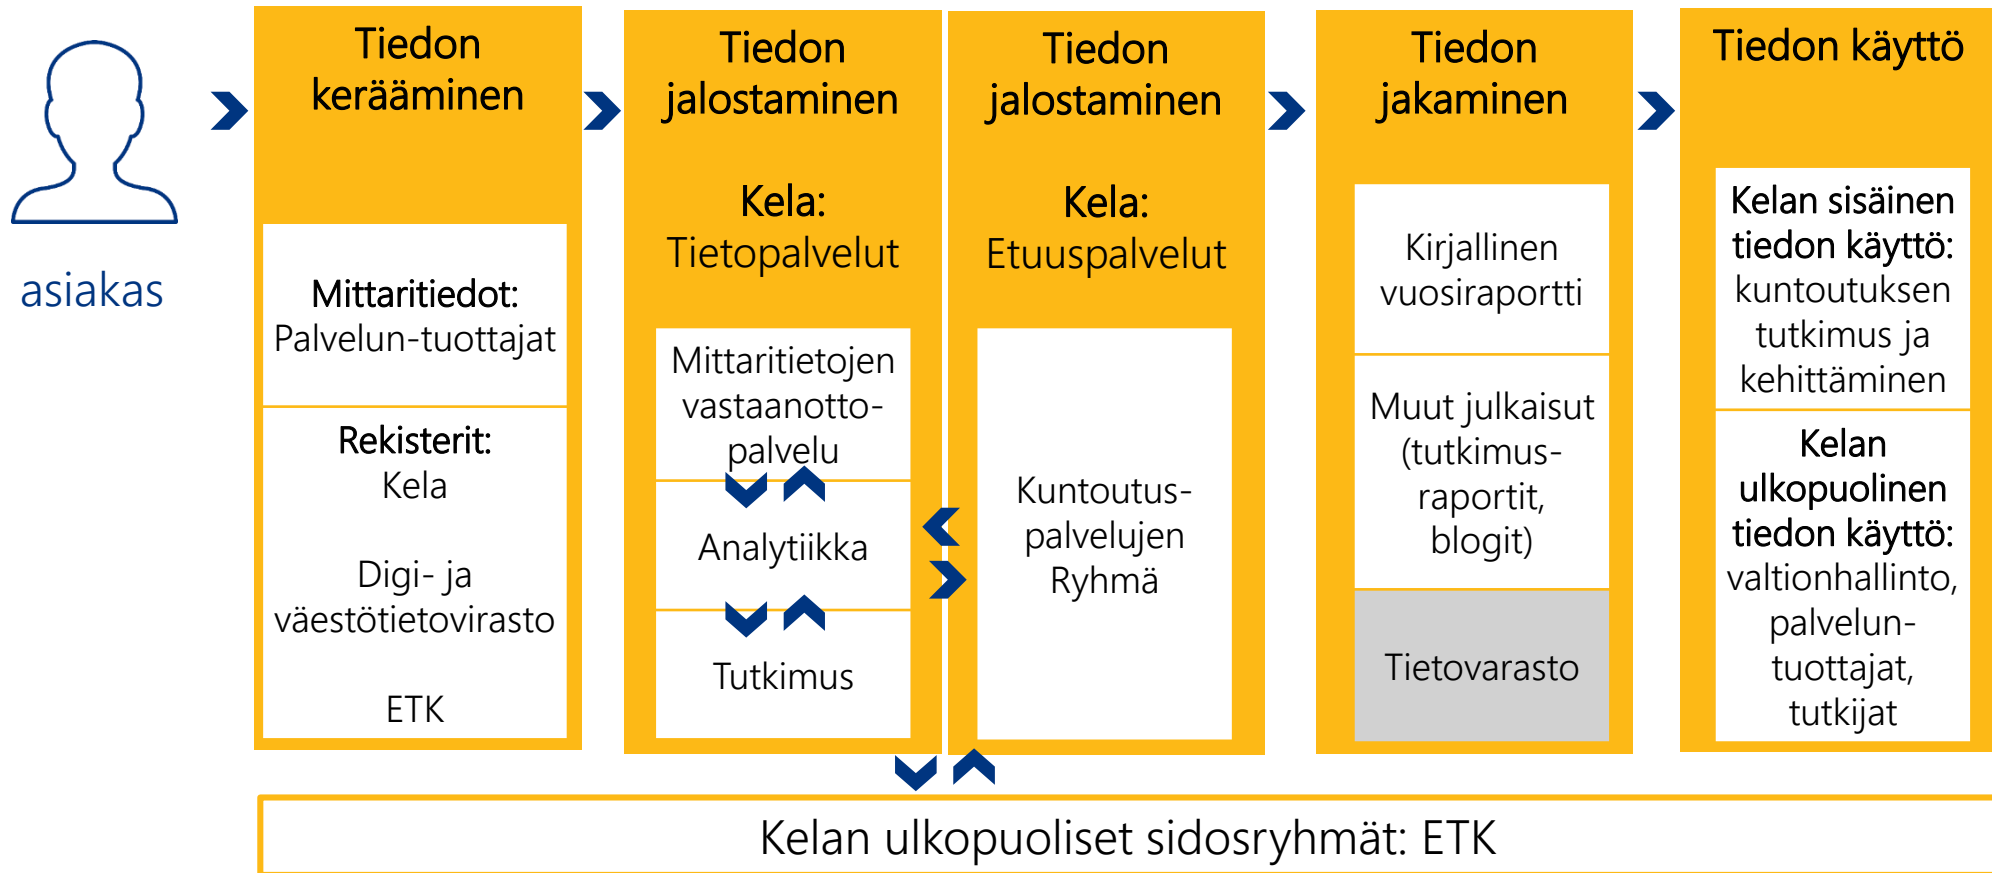 asiakas
Tiedon
kerääminen
Mittaritiedot:
Palvelun-tuottajat
Rekisterit:
Kela
Digi- ja
väestötietovirasto
ETK
Tiedon
jalostaminen
Kela:
Tietopalvelut
Mittaritietojen
vastaanotto-
palvelu
Analytiikka
Tutkimus
Tiedon
jalostaminen
Kela:
Etuuspalvelut
Kuntoutus-
palvelujen
Ryhmä
Tiedon
jakaminen
Kirjallinen
vuosiraportti
Muut julkaisut
(tutkimus-
raportit,
blogit)
Tietovarasto
Tiedon käyttö
Kelan sisäinen
tiedon käyttö:
kuntoutuksen
tutkimus ja
kehittäminen
Kelan
ulkopuolinen
tiedon käyttö:
valtionhallinto,
palvelun-
tuottajat,
tutkijat
Kelan ulkopuoliset sidosryhmät: ETK